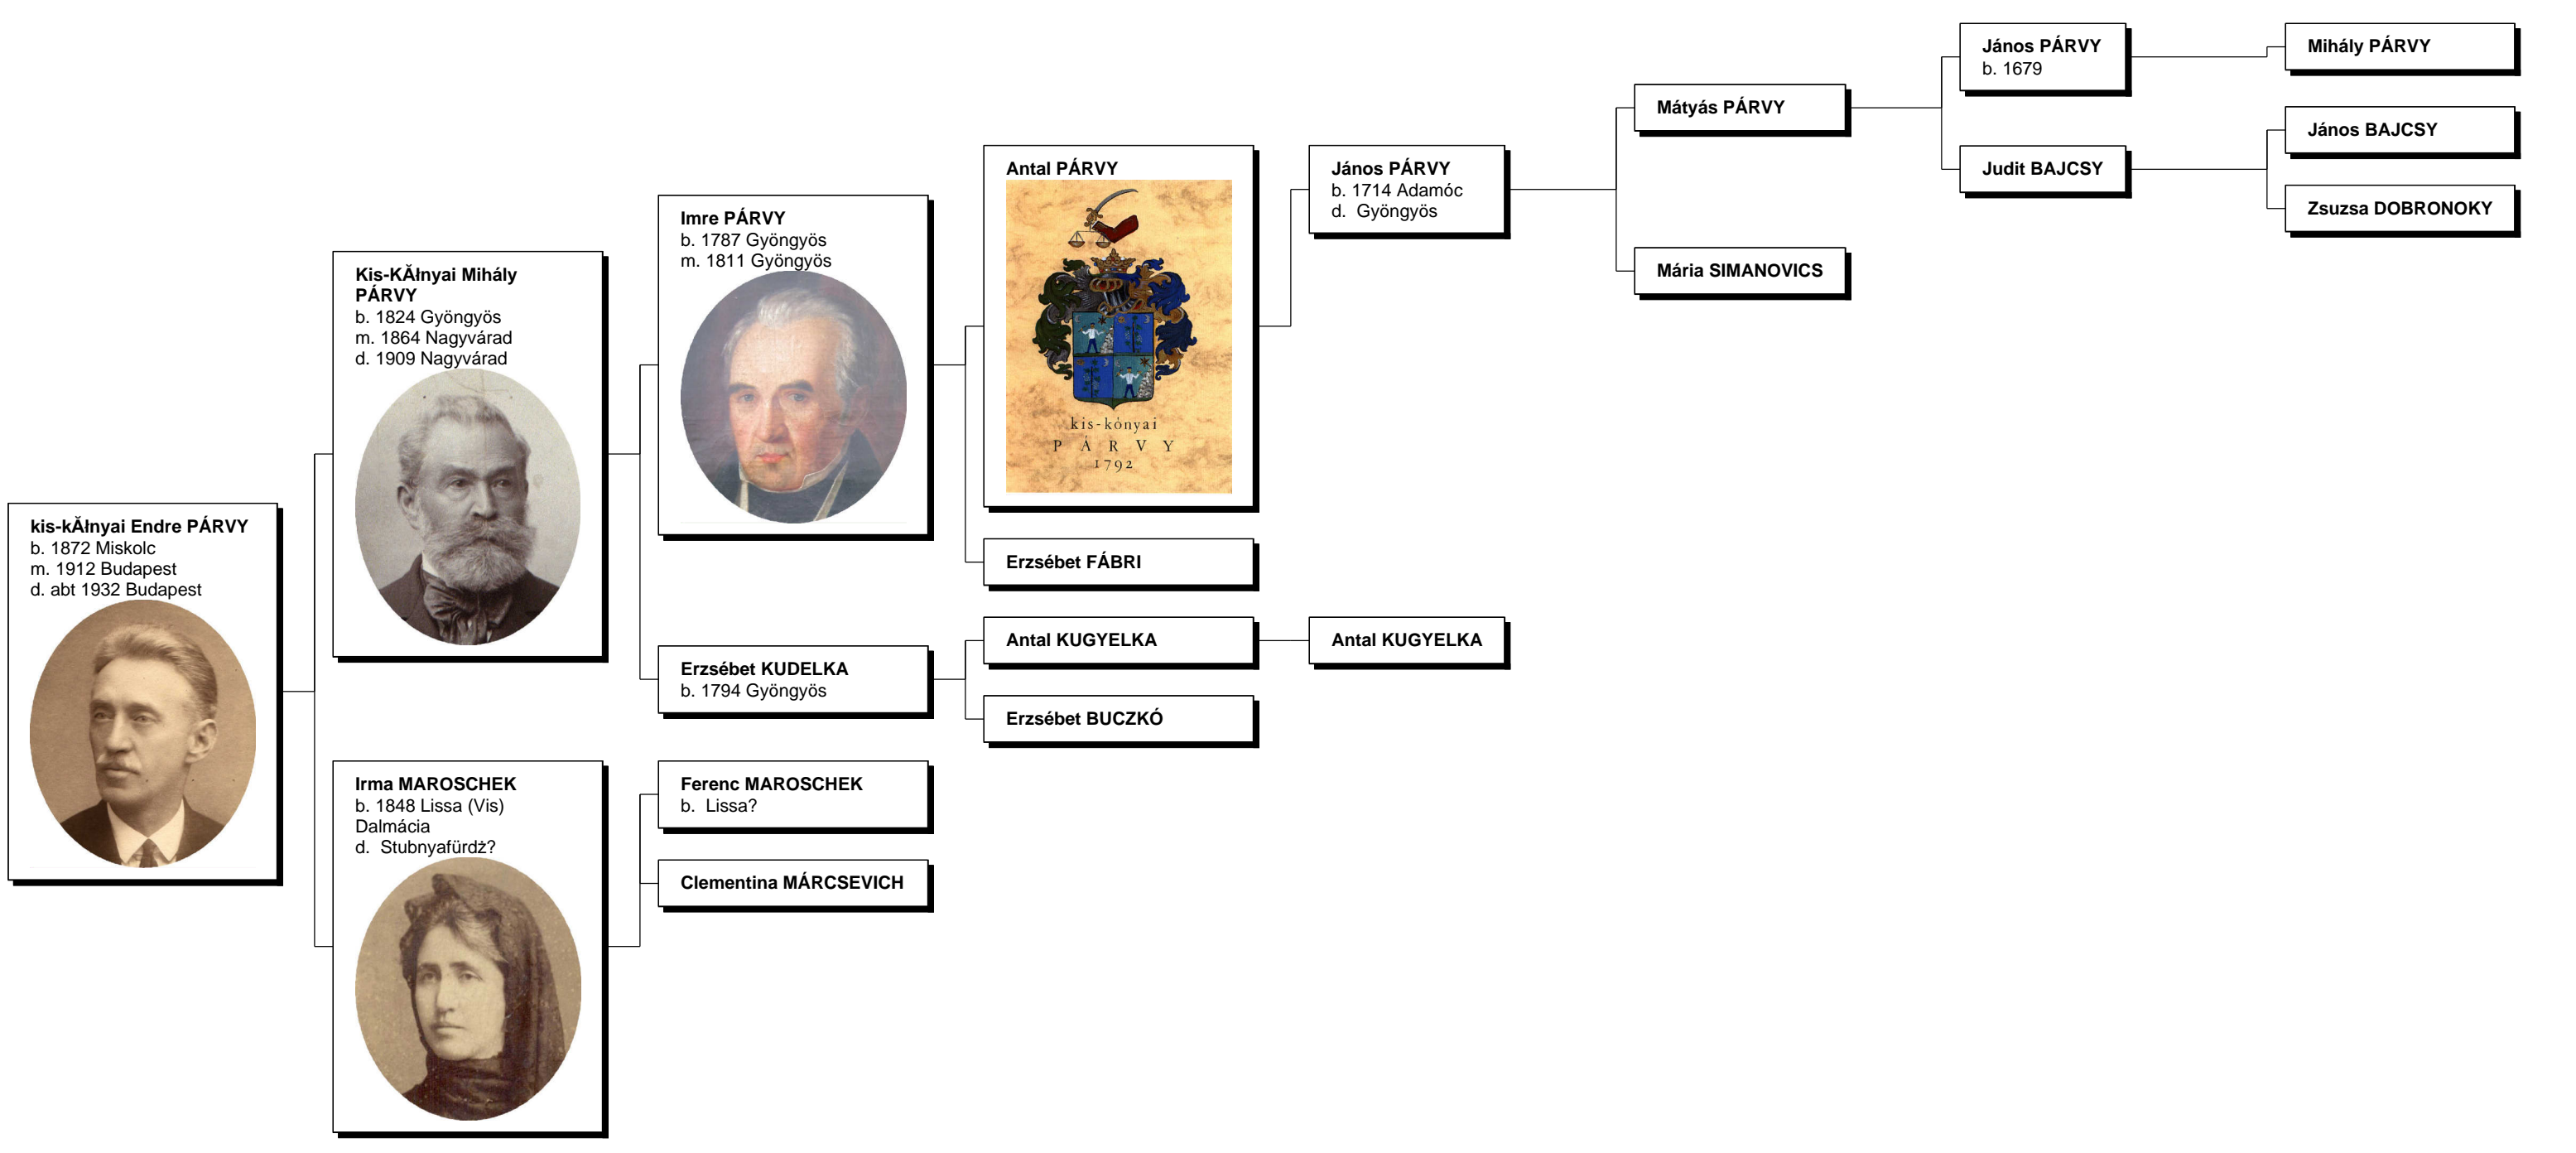 kis-kĂłnyai Endre PÁRVY
b. 1872 Miskolc
m. 1912 Budapest
d. abt 1932 Budapest
Kis-KĂłnyai Mihály
PÁRVY
b. 1824 Gyöngyös
m. 1864 Nagyvárad
d. 1909 Nagyvárad
Irma MAROSCHEK
b. 1848 Lissa (Vis)
Dalmácia
d. Stubnyafürdż?
Imre PÁRVY
b. 1787 Gyöngyös
m. 1811 Gyöngyös
Erzsébet KUDELKA
b. 1794 Gyöngyös
Ferenc MAROSCHEK
b. Lissa?
Clementina MÁRCSEVICH
Antal PÁRVY
kis-kónyai
PÁRVY
1792
Erzsébet FÁBRI
Antal KUGYELKA
Erzsébet BUCZKÓ
János PÁRVY
b. 1714 Adamóc
d. Gyöngyös
Antal KUGYELKA
Mátyás PÁRVY
Mária SIMANOVICS
János PÁRVY
b. 1679
Judit BAJCSY
Mihály PÁRVY
János BAJCSY
Zsuzsa DOBRONOKY